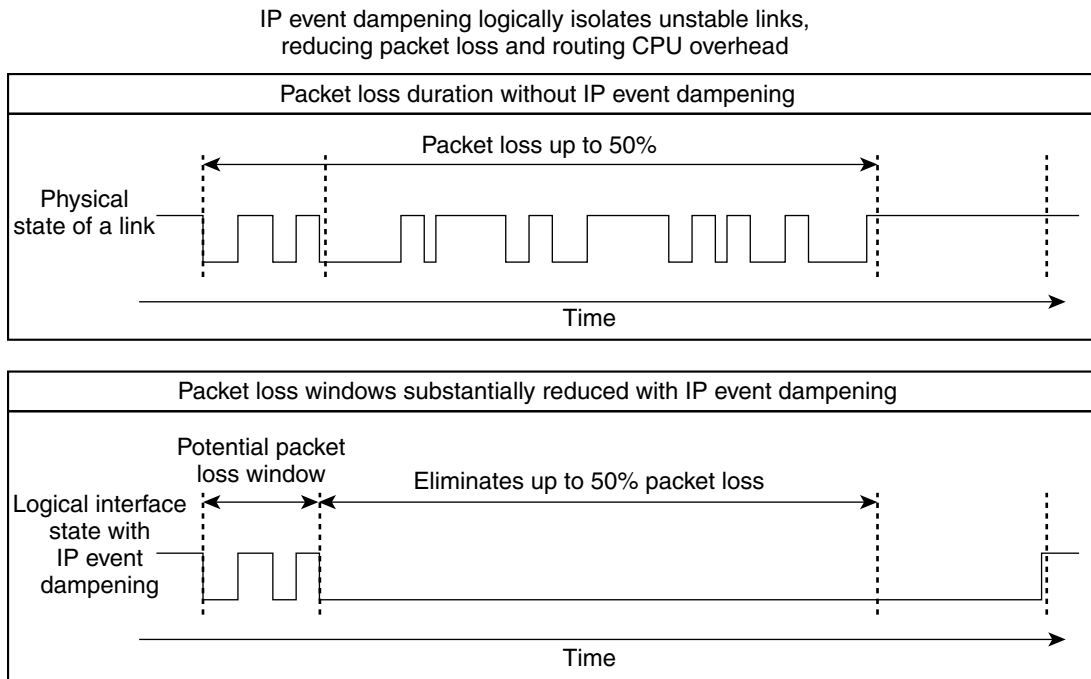 IP event dampening logically isolates unstable links,
reducing packet loss and routing CPU overhead
Packet loss duration without IP event dampening
Packet loss up to 50%
Physical
state of a link
Time
Packet loss windows substantially reduced with IP event dampening
Potential packet
loss window
Eliminates up to 50% packet loss
Logical interface
state with
IP event
dampening
Time